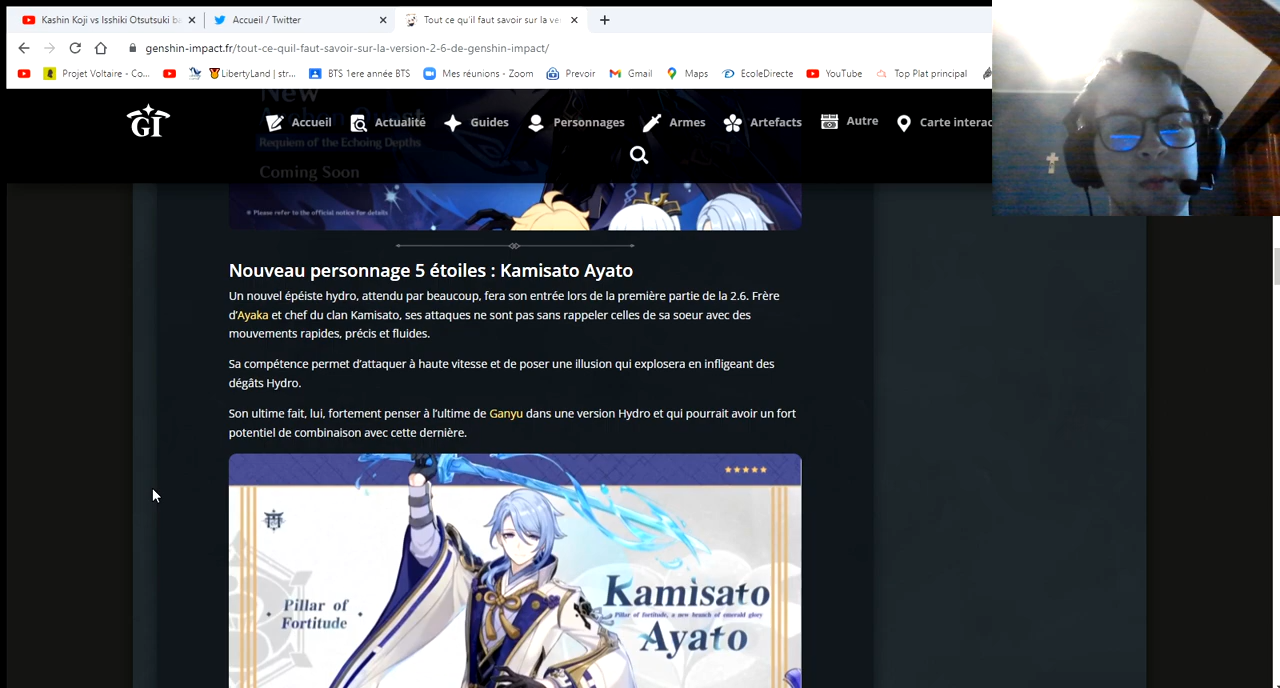 Kashin Koji vs Isshiki Otsutsuki ba
Accueil / Twitter
Tout ce qu'il faut savoir sur la ve
genshin-impact.fr/tout-ce-quil-faut-savoir-sur-la-version-2-6-de-genshin-impact/
Projet Voltaire - Co...
LibertyLand | str...
BTS 1ere année BTS
Mes réunions - Zoom
Prevoir
Gmail
Maps
EcoleDirecte
YouTube
Top Plat principal
GI
Accueil
Actualité
Guides
Personnages
Armes
Artefacts
Autre
Carte interac
New
Requiem of the Echoing Depths
Coming Soon
※ Please refer to the official notice for details
Nouveau personnage 5 étoiles : Kamisato Ayato
Un nouvel épéiste hydro, attendu par beaucoup, fera son entrée lors de la première partie de la 2.6. Frère
d'Ayaka et chef du clan Kamisato, ses attaques ne sont pas sans rappeler celles de sa soeur avec des
mouvements rapides, précis et fluides.
Sa compétence permet d'attaquer à haute vitesse et de poser une illusion qui explosera en infligeant des
dégâts Hydro.
Son ultime fait, lui, fortement penser à l'ultime de Ganyu dans une version Hydro et qui pourrait avoir un fort
potentiel de combinaison avec cette dernière.
Pillar of
Fortitude
Kamisato
Pillar of fortitude, a new branch of emerald glory
Ayato